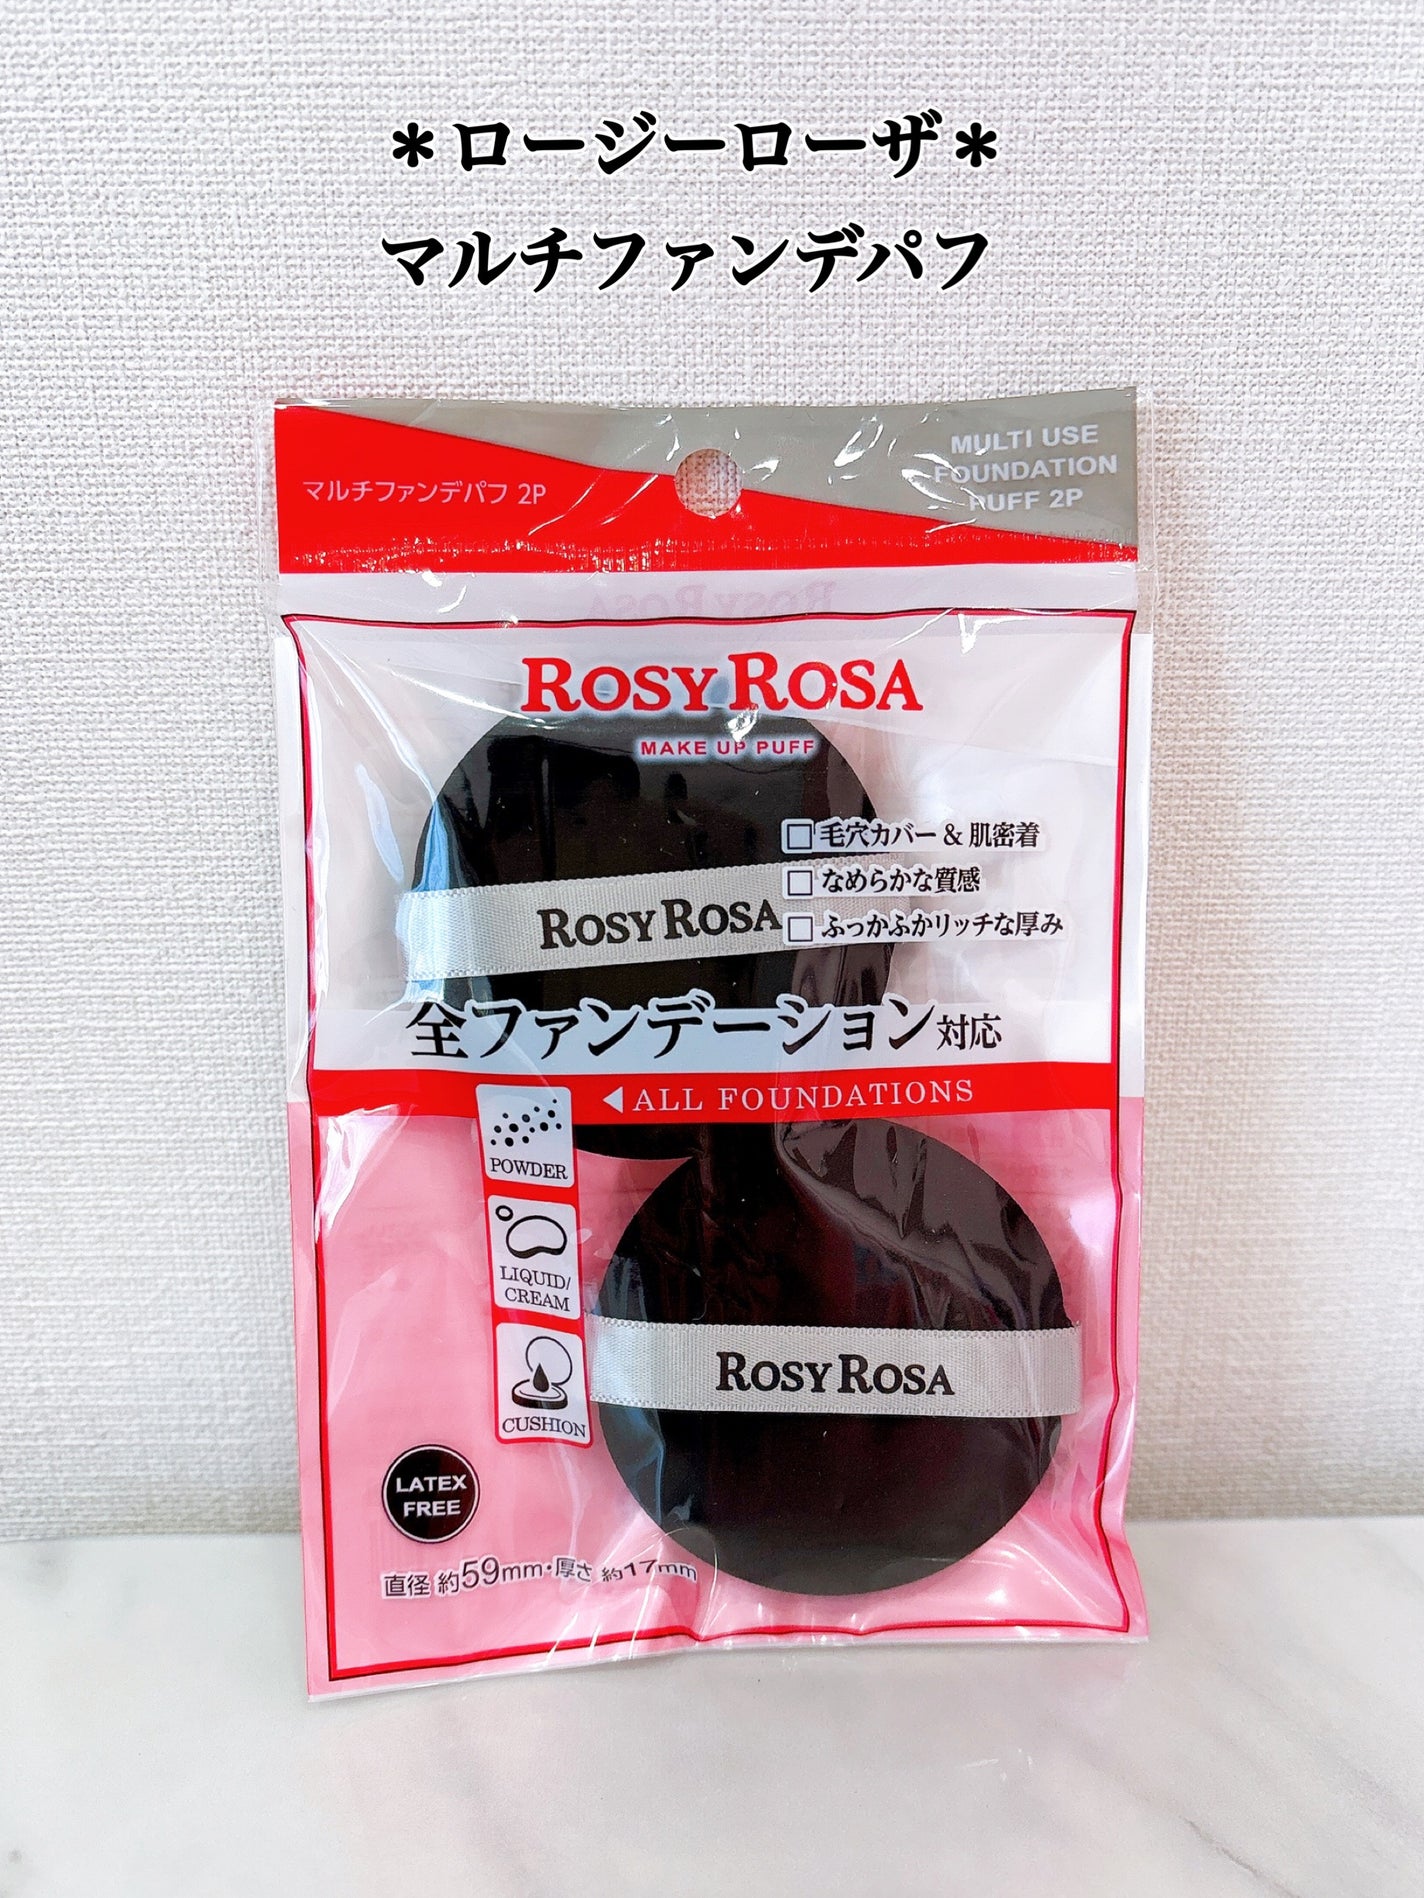 ＊ロージーローザ＊
マルチファンデパフ
マルチファンデパフ 2P
MULTI USE
FOUNDATION
PUFF 2P
ROSY ROSA
MAKE UP PUFF
□ 毛穴カバー & 肌密着
□ なめらかな質感
□ ふっかふかリッチな厚み
ROSY ROSA
全ファンデーション対応
◀ALL FOUNDATIONS
POWDER
LIQUID/
CREAM
CUSHION
ROSY ROSA
LATEX
FREE
直径 約59mm・厚さ 約17mm